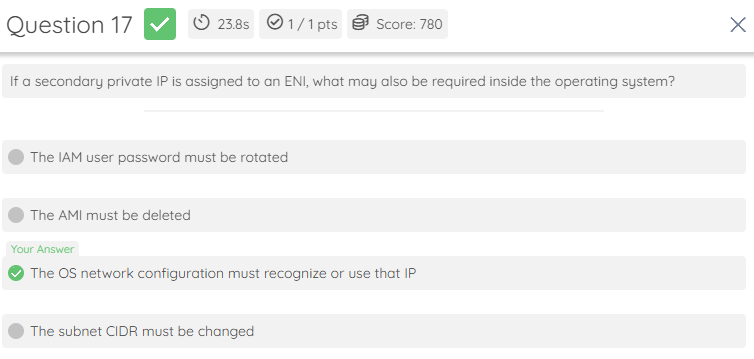 Question 17 23.8s 1 / 1 pts Score: 780
If a secondary private IP is assigned to an ENI, what may also be required inside the operating system?
The IAM user password must be rotated
The AMI must be deleted
Your Answer
The OS network configuration must recognize or use that IP
The subnet CIDR must be changed